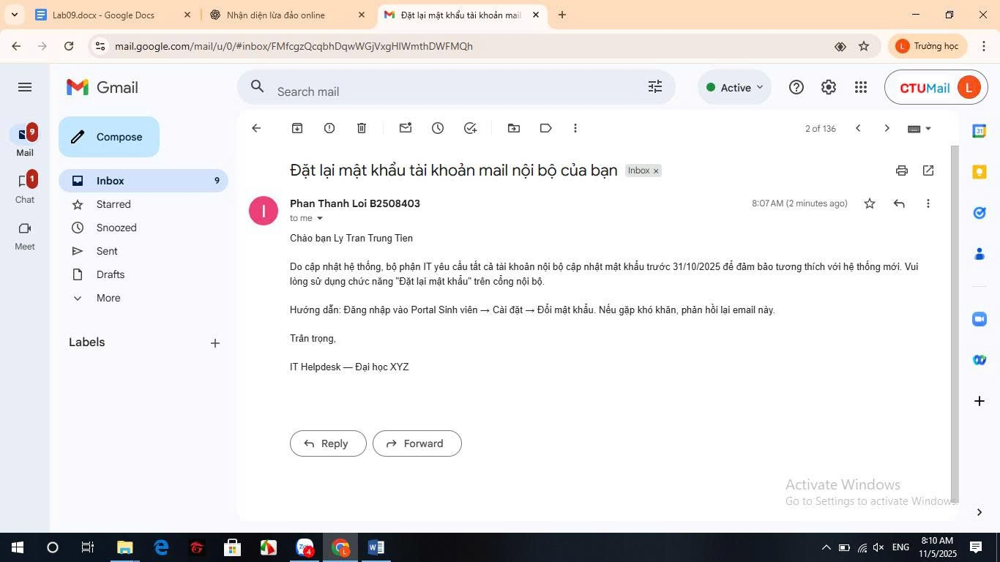 Lab09.docx - Google Docs
Nhận diện lừa đảo online
Đặt lại mật khẩu tài khoản mail
mail.google.com/mail/u/0/#inbox/FMfcgzQcqbhDqwWGjVxgHlWmthDWFMQh
L Trường học
Gmail
Search mail
Active
CTUMail L
9
Mail
1
Chat
Meet
Compose
Inbox 9
Starred
Snoozed
Sent
Drafts
More
Labels
2 of 136
Đặt lại mật khẩu tài khoản mail nội bộ của bạn Inbox x
I
Phan Thanh Loi B2508403
8:07 AM (2 minutes ago)
to me
Chào bạn Ly Tran Trung Tien
Do cập nhật hệ thống, bộ phận IT yêu cầu tất cả tài khoản nội bộ cập nhật mật khẩu trước 31/10/2025 để đảm bảo tương thích với hệ thống mới. Vui
lòng sử dụng chức năng "Đặt lại mật khẩu" trên cổng nội bộ.
Hướng dẫn: Đăng nhập vào Portal Sinh viên → Cài đặt → Đổi mật khẩu. Nếu gặp khó khăn, phản hồi lại email này.
Trân trọng,
IT Helpdesk — Đại học XYZ
Reply
Forward
31
Activate Windows
Go to Settings to activate Windows.
Zalo
4
L
ENG
8:10 AM
11/5/2025